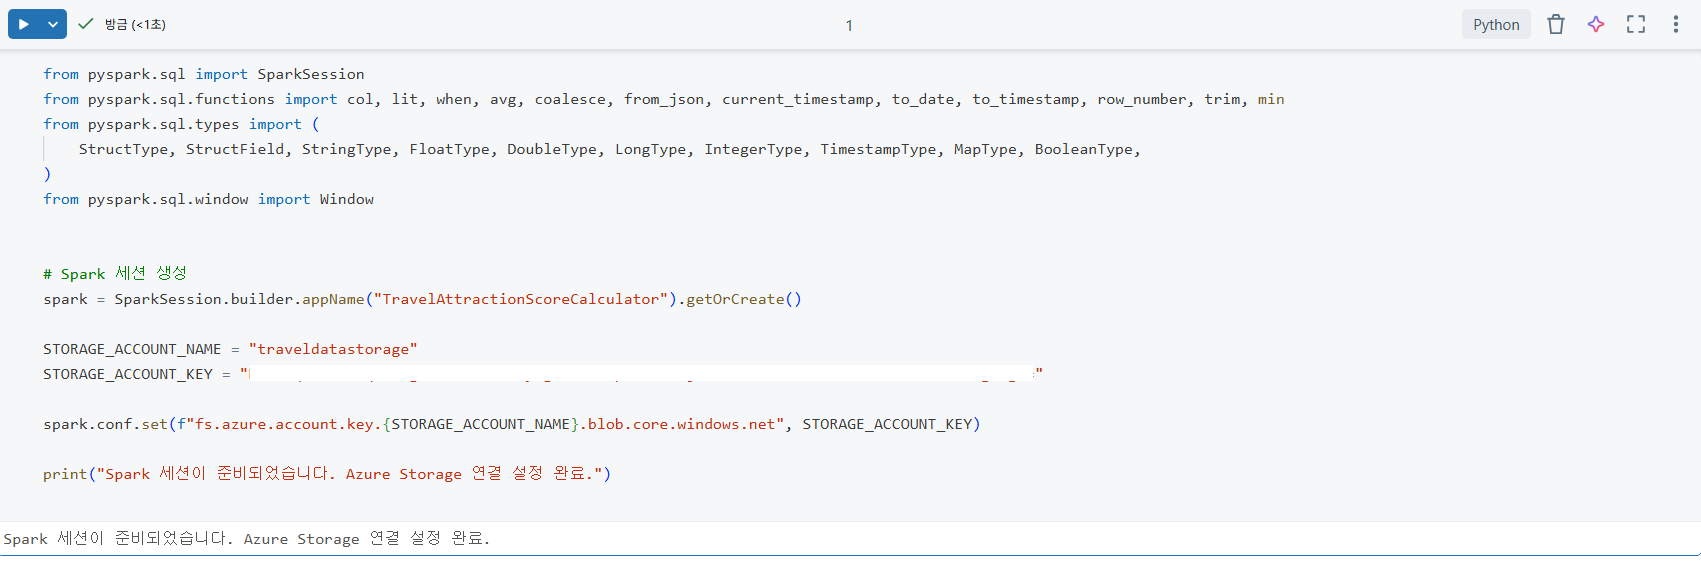 방금 (<1초)
1
Python
from pyspark.sql import SparkSession
from pyspark.sql.functions import col, lit, when, avg, coalesce, from_json, current_timestamp, to_date, to_timestamp, row_number, trim, min
from pyspark.sql.types import (
    StructType, StructField, StringType, FloatType, DoubleType, LongType, IntegerType, TimestampType, MapType, BooleanType,
)
from pyspark.sql.window import Window
# Spark 세션 생성
spark = SparkSession.builder.appName("TravelAttractionScoreCalculator").getOrCreate()
STORAGE_ACCOUNT_NAME = "traveldatastorage"
STORAGE_ACCOUNT_KEY = "
"
spark.conf.set(f"fs.azure.account.key.{STORAGE_ACCOUNT_NAME}.blob.core.windows.net", STORAGE_ACCOUNT_KEY)
print("Spark 세션이 준비되었습니다. Azure Storage 연결 설정 완료.")
Spark 세션이 준비되었습니다. Azure Storage 연결 설정 완료.